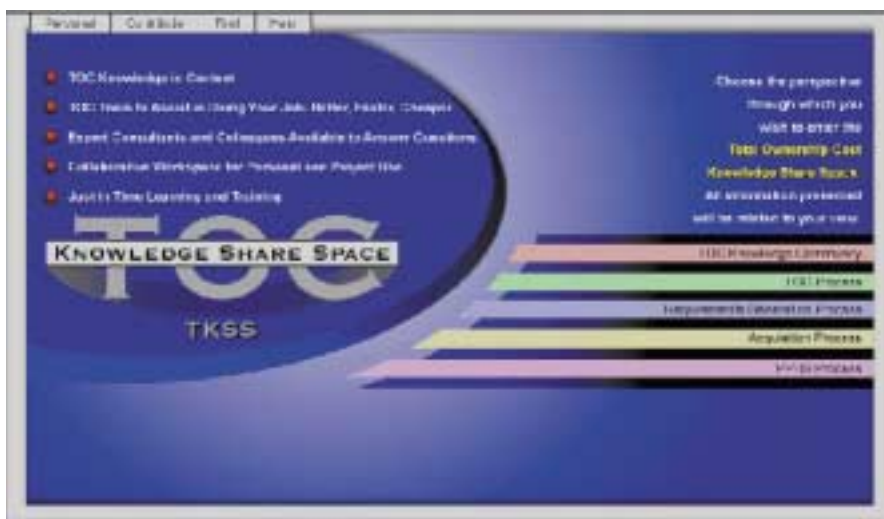 Personal Contribute Find Help
TOC Knowledge in Context
TOC Tools to Assist in Doing Your Job Better, Faster, Cheaper
Expert Consultants and Colleagues Available to Answer Questions
Collaborative Workspace for Personal and Project Use
Just in Time Learning and Training
TOC
KNOWLEDGE SHARE SPACE
TKSS
Choose the perspective
through which you
wish to enter the
Total Ownership Cost
Knowledge Share Space.
All information presented
will be related to your view.
TOC Knowledge Community
TOC Process
Requirements Generation Process
Acquisition Process
Process